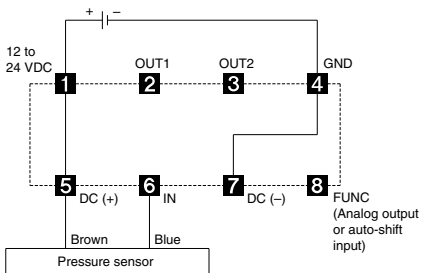 + –
12 to
24 VDC
OUT1
OUT2
GND
1 2 3 4
5 6 7 8
DC (+)
IN
DC (–)
FUNC
(Analog output
or auto-shift
input)
Brown
Blue
Pressure sensor